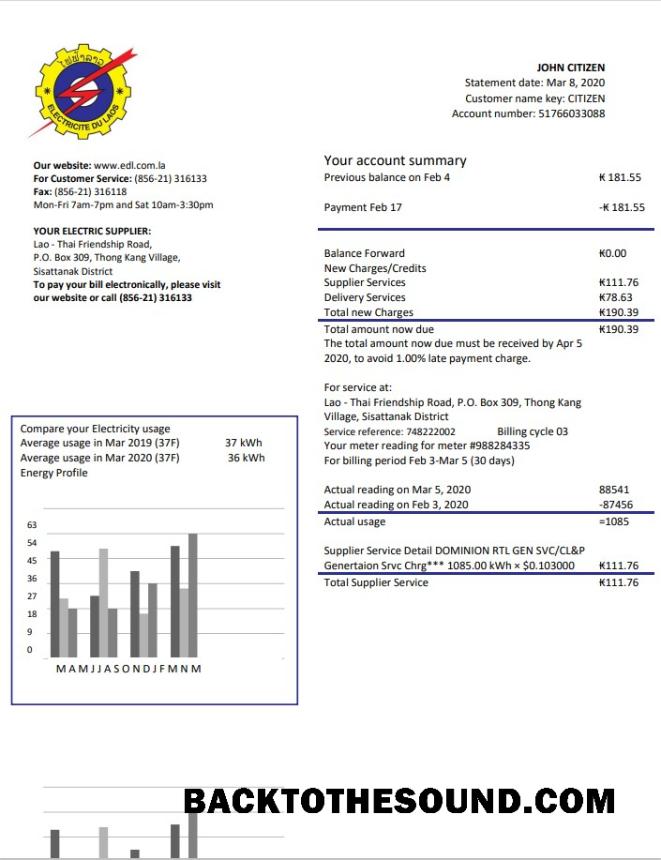 ໄຟຟ້າລາວ
ELECTRICITE DU LAOS
JOHN CITIZEN
Statement date: Mar 8, 2020
Customer name key: CITIZEN
Account number: 51766033088
Our website: www.edl.com.la
For Customer Service: (856-21) 316133
Fax: (856-21) 316118
Mon-Fri 7am-7pm and Sat 10am-3:30pm
YOUR ELECTRIC SUPPLIER:
Lao - Thai Friendship Road,
P.O. Box 309, Thong Kang Village,
Sisattanak District
To pay your bill electronically, please visit
our website or call (856-21) 316133
Your account summary
Previous balance on Feb 4 ₭ 181.55
Payment Feb 17 -₭ 181.55
Balance Forward ₭0.00
New Charges/Credits
Supplier Services ₭111.76
Delivery Services ₭78.63
Total new Charges ₭190.39
Total amount now due ₭190.39
The total amount now due must be received by Apr 5
2020, to avoid 1.00% late payment charge.
For service at:
Lao - Thai Friendship Road, P.O. Box 309, Thong Kang
Village, Sisattanak District
Service reference: 748222002 Billing cycle 03
Your meter reading for meter #988284335
For billing period Feb 3-Mar 5 (30 days)
Actual reading on Mar 5, 2020 88541
Actual reading on Feb 3, 2020 -87456
Actual usage =1085
Supplier Service Detail DOMINION RTL GEN SVC/CL&P
Genertaion Srvc Chrg*** 1085.00 kWh × $0.103000 ₭111.76
Total Supplier Service ₭111.76
Compare your Electricity usage
Average usage in Mar 2019 (37F) 37 kWh
Average usage in Mar 2020 (37F) 36 kWh
Energy Profile
63
54
45
36
27
18
9
0
M A M J J A S O N D J F M N M
BACKTOTHESOUND.COM